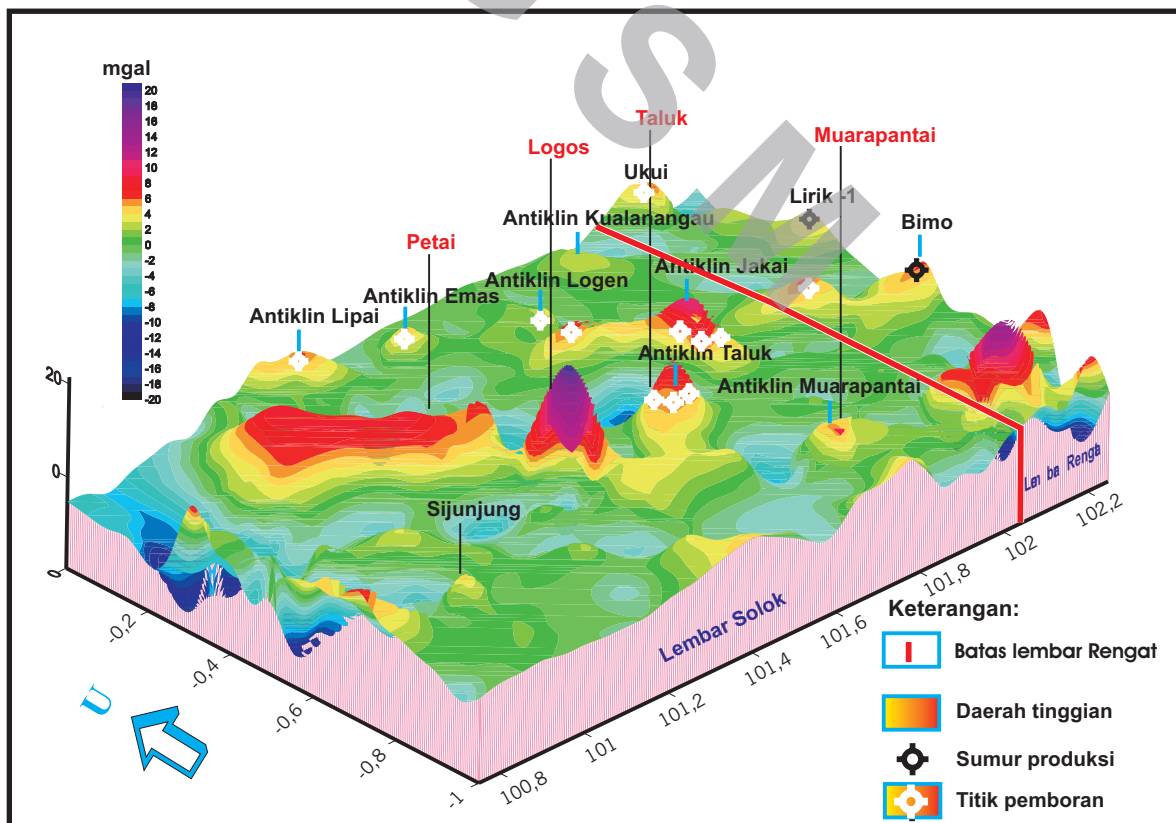 mgal
20
18
16
14
12
10
8
6
4
2
0
-2
-4
-6
-8
-10
-12
-14
-16
-18
-20
S
M
Taluk
Muarapantai
Logos
Ukui
Lirik -1
Bimo
Antiklin Kualanangau
Petai
Antiklin Jakai
Antiklin Logen
Antiklin Emas
Antiklin Lipai
Antiklin Taluk
Antiklin Muarapantai
20
0
0
Sijunjung
-0,2
-0,4
-0,6
-0,8
-1
100,8
101
101,2
101,4
101,6
101,8
102
102,2
Lembar Solok
Len ba Renga
U
Keterangan:
Batas lembar Rengat
Daerah tinggian
Sumur produksi
Titik pemboran